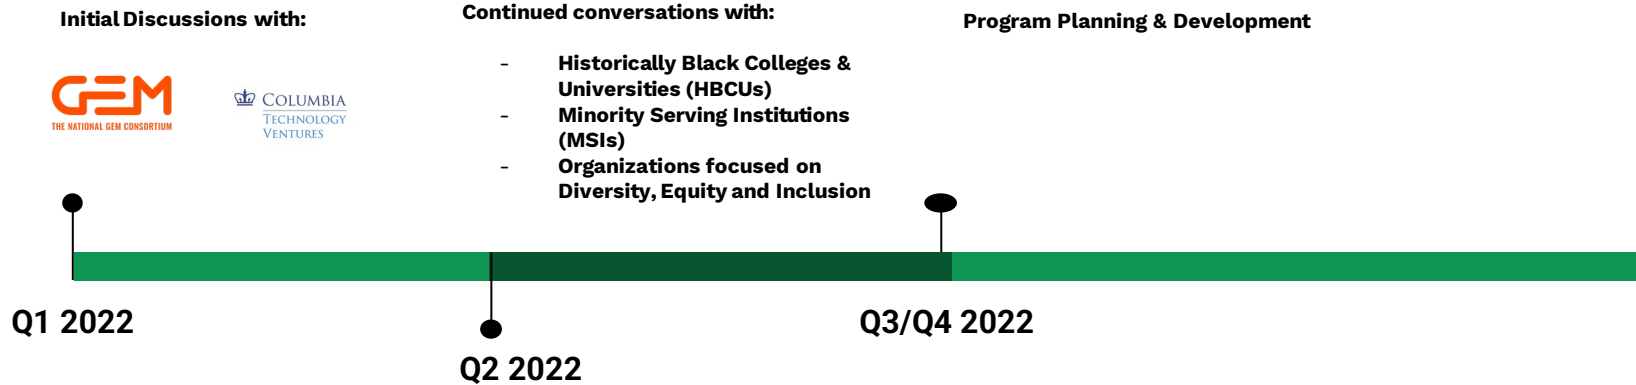 Initial Discussions with:
GEM
THE NATIONAL GEM CONSORTIUM
COLUMBIA
TECHNOLOGY
VENTURES
Continued conversations with:
- Historically Black Colleges &
Universities (HBCUs)
- Minority Serving Institutions
(MSIs)
- Organizations focused on
Diversity, Equity and Inclusion
Program Planning & Development
Q1 2022
Q2 2022
Q3/Q4 2022